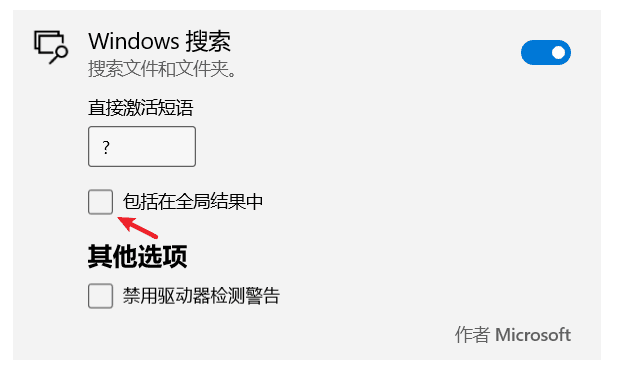 Windows 搜索
搜索文件和文件夹。
直接激活短语
?
包括在全局结果中
其他选项
禁用驱动器检测警告
作者 Microsoft